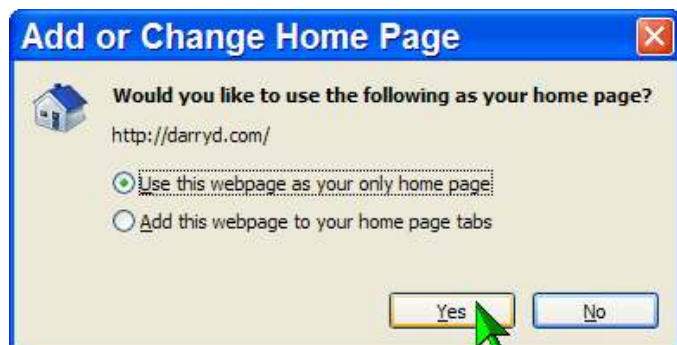 Add or Change Home Page
Would you like to use the following as your home page?
http://darryd.com/
Use this webpage as your only home page
Add this webpage to your home page tabs
Yes No